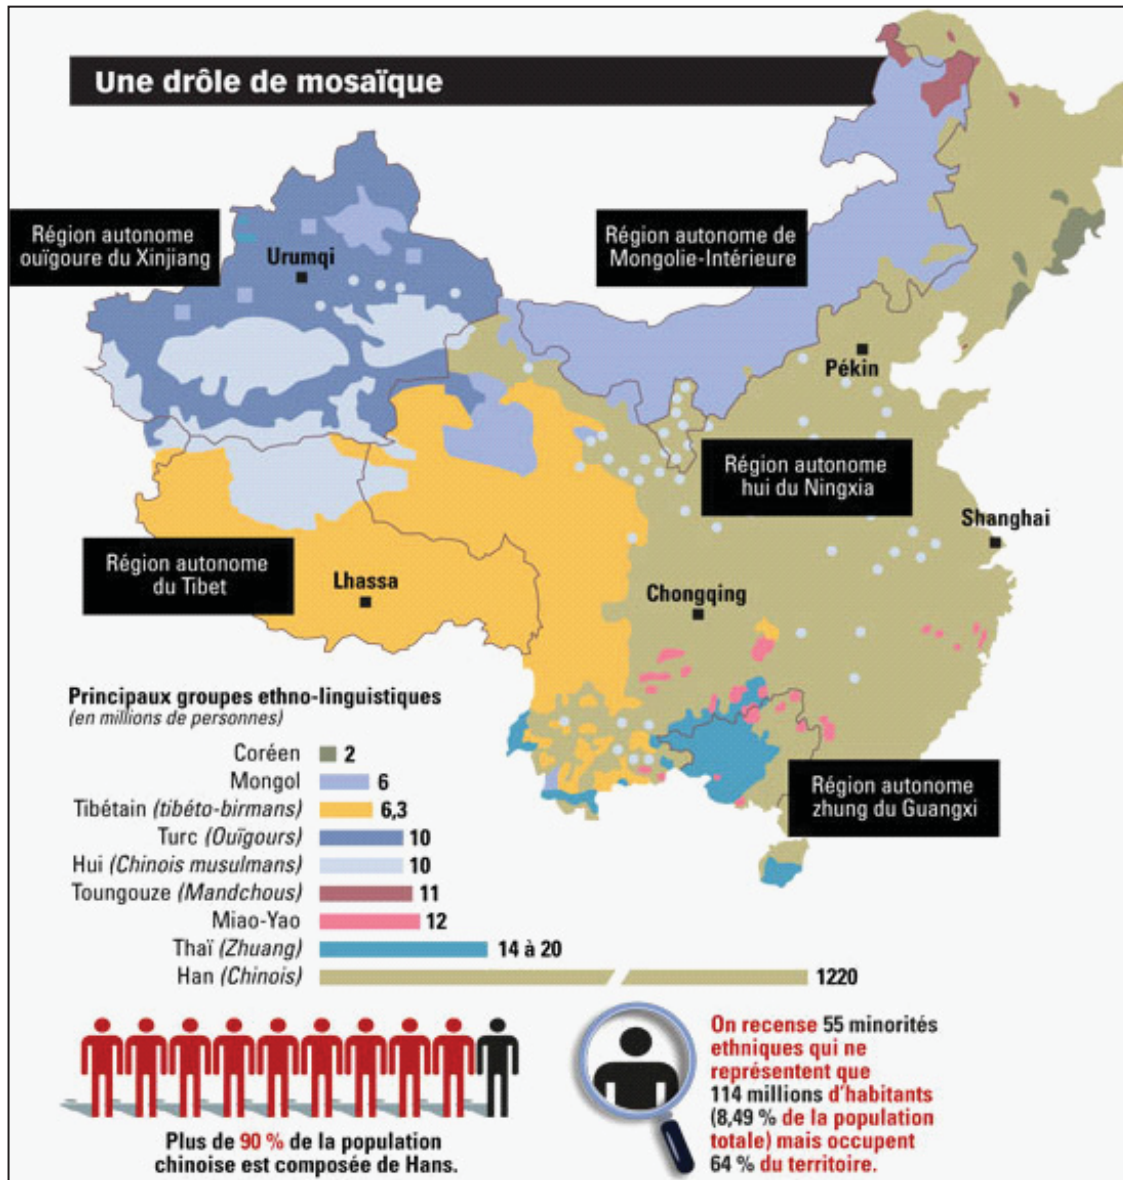 Une drôle de mosaïque
Région autonome
ouïgoure du Xinjiang
Urumqi
Région autonome de
Mongolie-Intérieure
Pékin
Région autonome
hui du Ningxia
Shanghai
Région autonome
du Tibet
Lhassa
Chongqing
Région autonome
zhung du Guangxi
Principaux groupes ethno-linguistiques
(en millions de personnes)
Coréen 2
Mongol 6
Tibétain (tibéto-birmans) 6,3
Turc (Ouïgours) 10
Hui (Chinois musulmans) 10
Toungouze (Mandchous) 11
Miao-Yao 12
Thaï (Zhuang) 14 à 20
Han (Chinois) 1220
Plus de 90 % de la population
chinoise est composée de Hans.
On recense 55 minorités
ethniques qui ne
représentent que
114 millions d'habitants
(8,49 % de la population
totale) mais occupent
64 % du territoire.